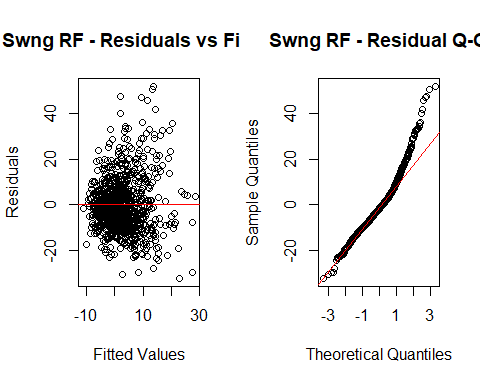 Swng RF - Residuals vs Fi
Residuals
40
20
0
-20
-10
0
10
30
Fitted Values
Swng RF - Residual Q-Q
Sample Quantiles
40
20
0
-20
-3
-1
1
3
Theoretical Quantiles